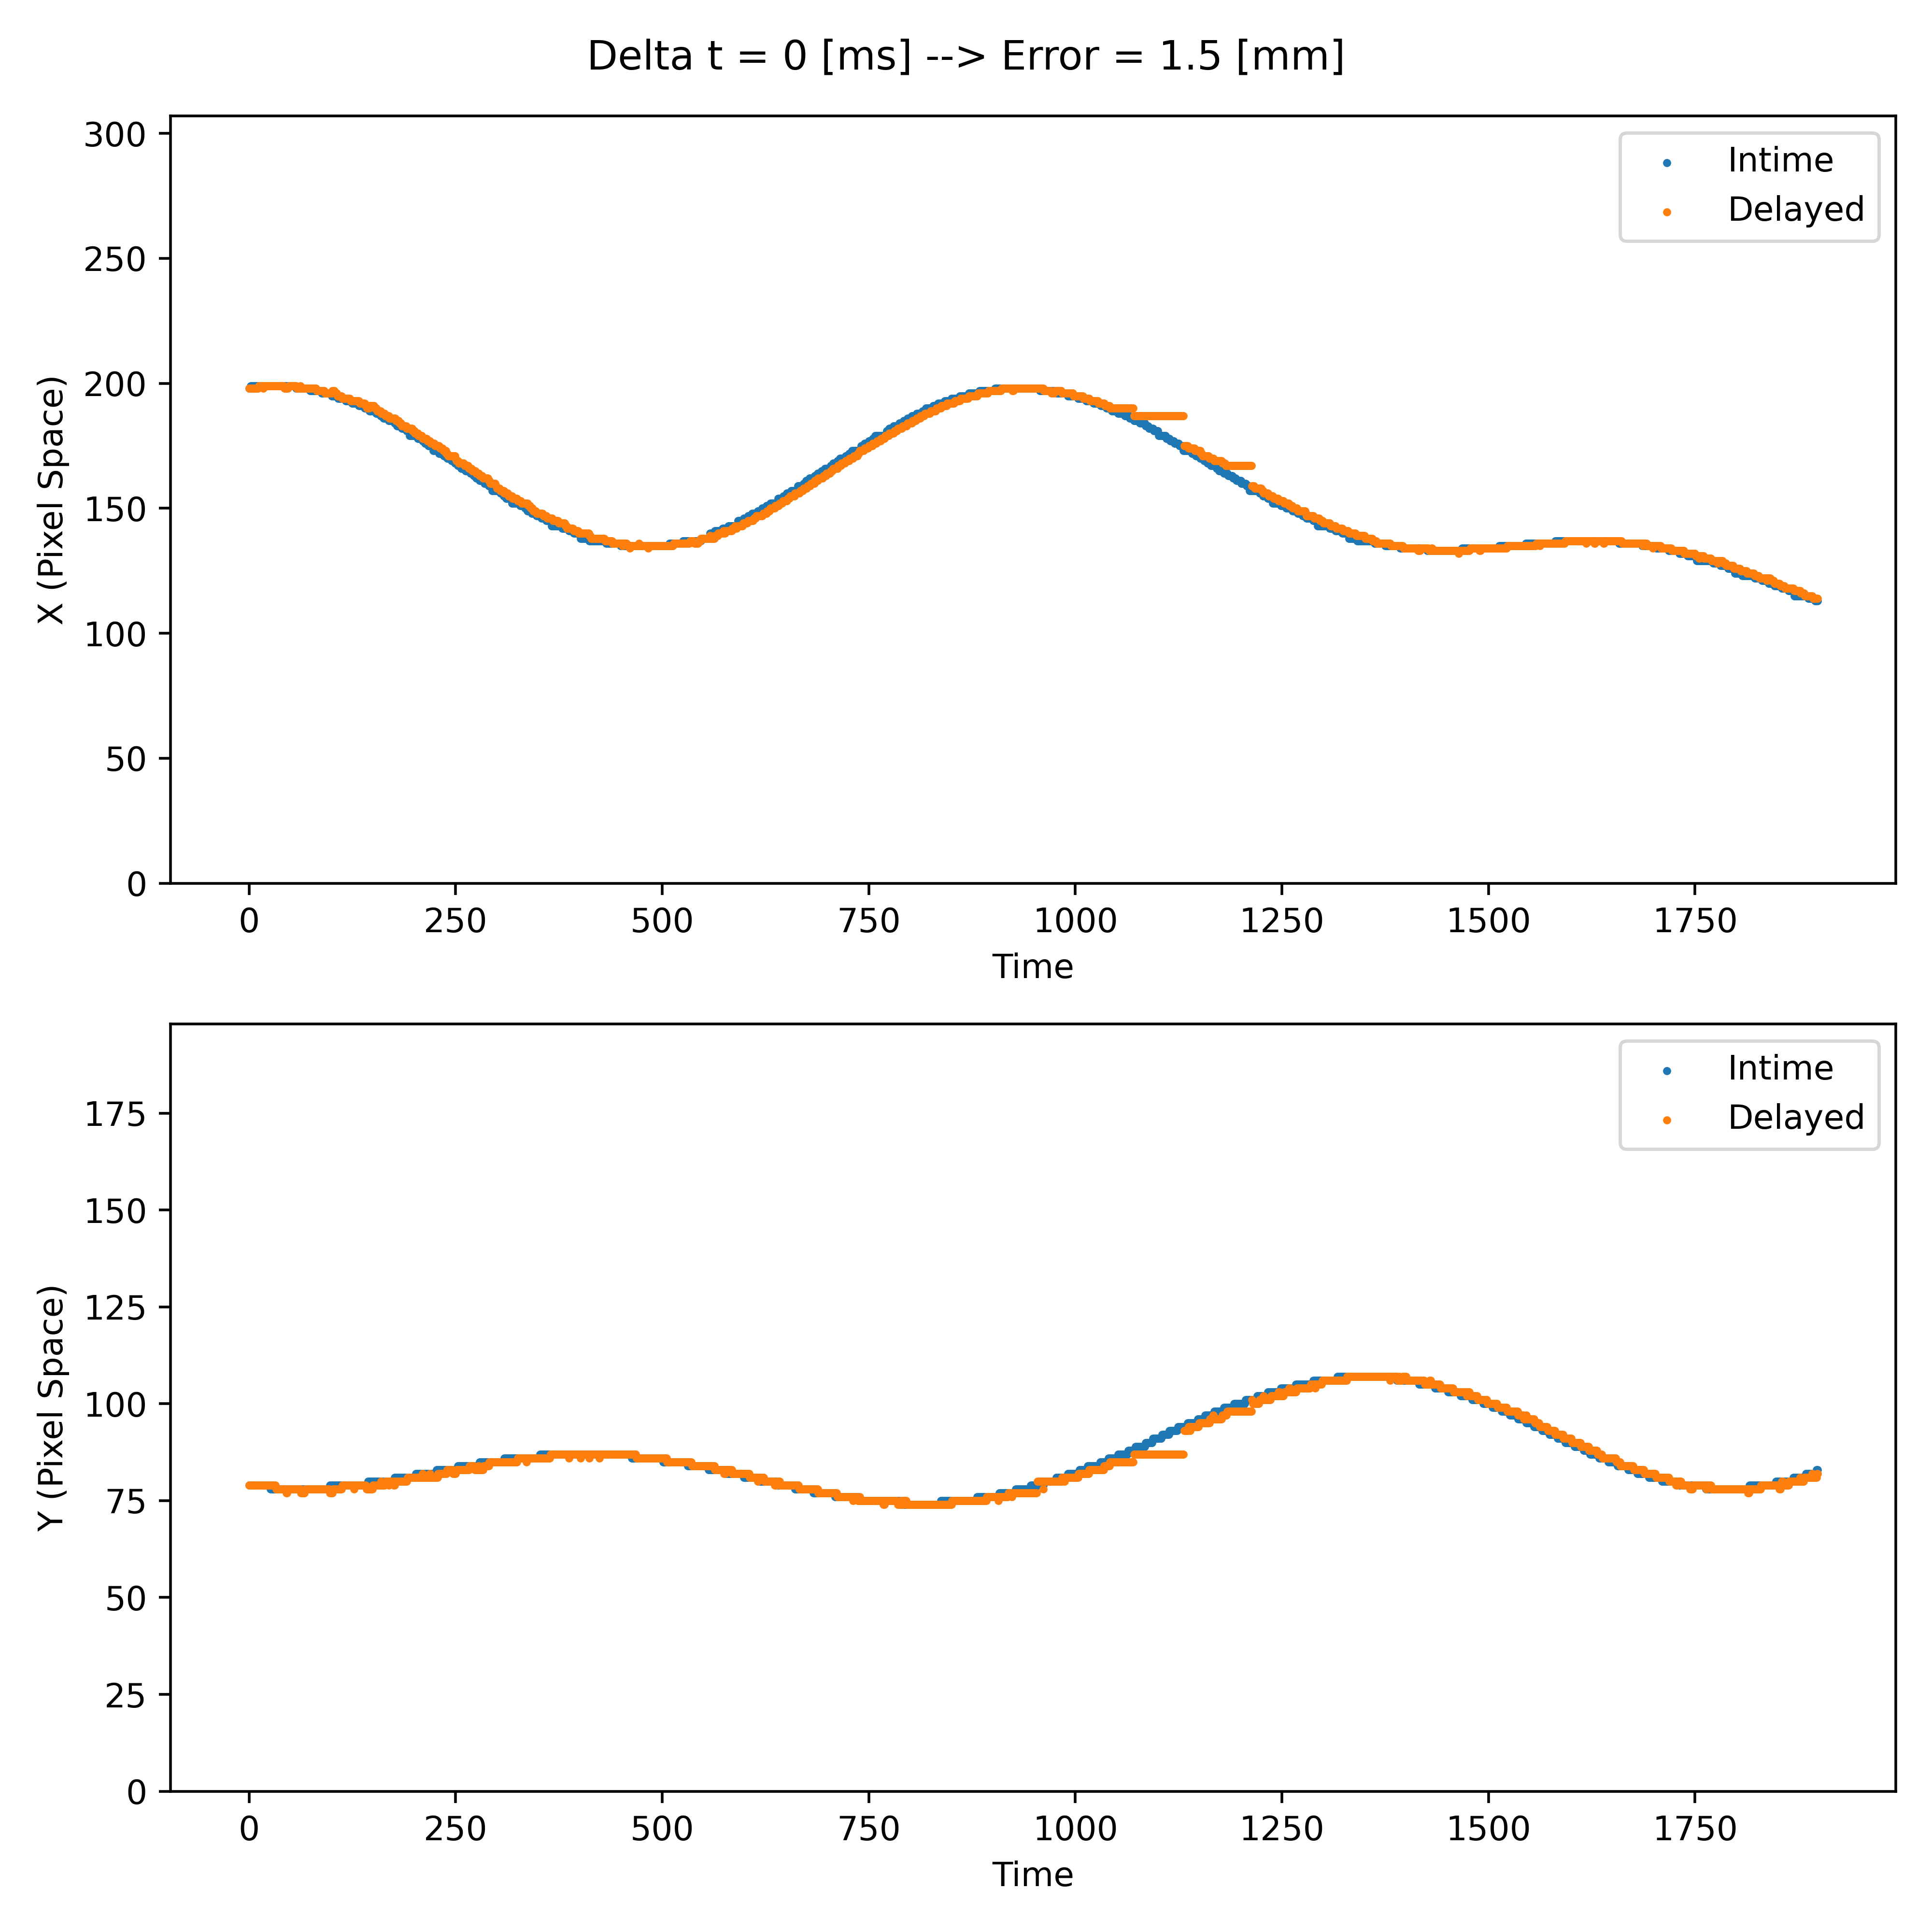 Delta t = 0 [ms] --> Error = 1.5 [mm]
300
250
200
150
100
50
0
X (Pixel Space)
Intime
Delayed
0 250 500 750 1000 1250 1500 1750
Time
175
150
125
100
75
50
25
0
Y (Pixel Space)
Intime
Delayed
0 250 500 750 1000 1250 1500 1750
Time